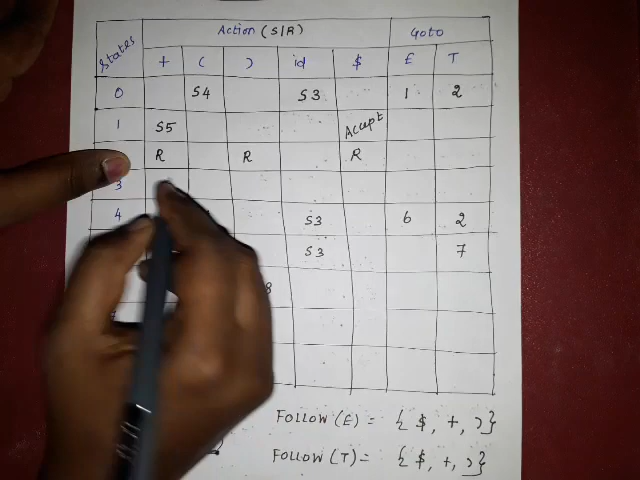 States Action (S|R) Goto
+ ( ) id $ E T
0 S4 S3 1 2
1 S5 Accept
R R R
3
4 S3 6 2
S3 7
8
FOLLOW (E) = {$, +, )}
FOLLOW (T) = {$, +, )}